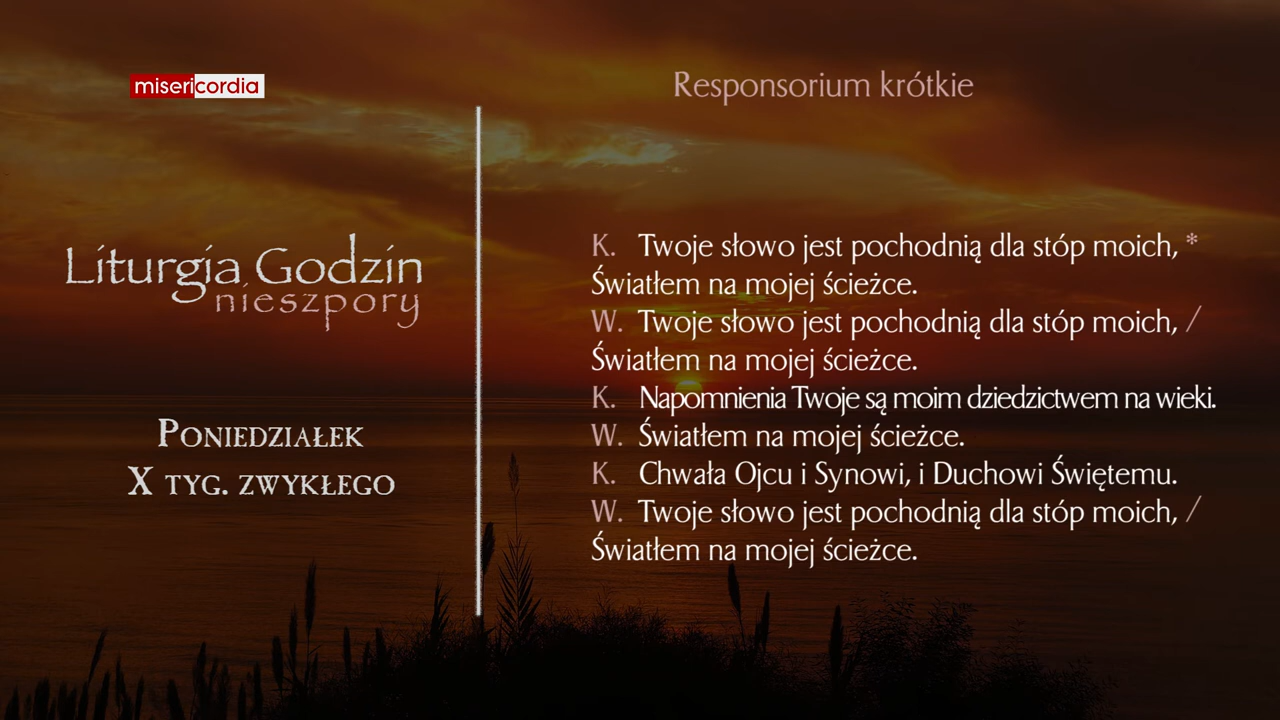 misericordia
Liturgia Godzin
nieszpory
Poniedziałek
X tyg. zwykłego
Responsorium krótkie
K. Twoje słowo jest pochodnią dla stóp moich, *
Światłem na mojej ścieżce.
W. Twoje słowo jest pochodnią dla stóp moich, /
Światłem na mojej ścieżce.
K. Napomnienia Twoje są moim dziedzictwem na wieki.
W. Światłem na mojej ścieżce.
K. Chwała Ojcu i Synowi, i Duchowi Świętemu.
W. Twoje słowo jest pochodnią dla stóp moich, /
Światłem na mojej ścieżce.